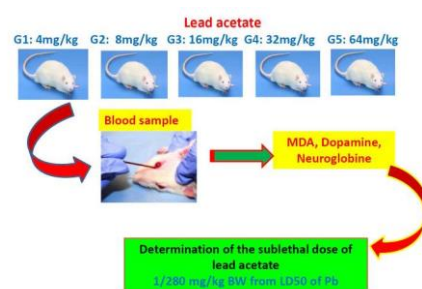 Lead acetate
G1: 4mg/kg G2: 8mg/kg G3: 16mg/kg G4: 32mg/kg G5: 64mg/kg
Blood sample
MDA, Dopamine,
Neuroglobine
Determination of the sublethal dose of
lead acetate
1/280 mg/kg BW from LD50 of Pb